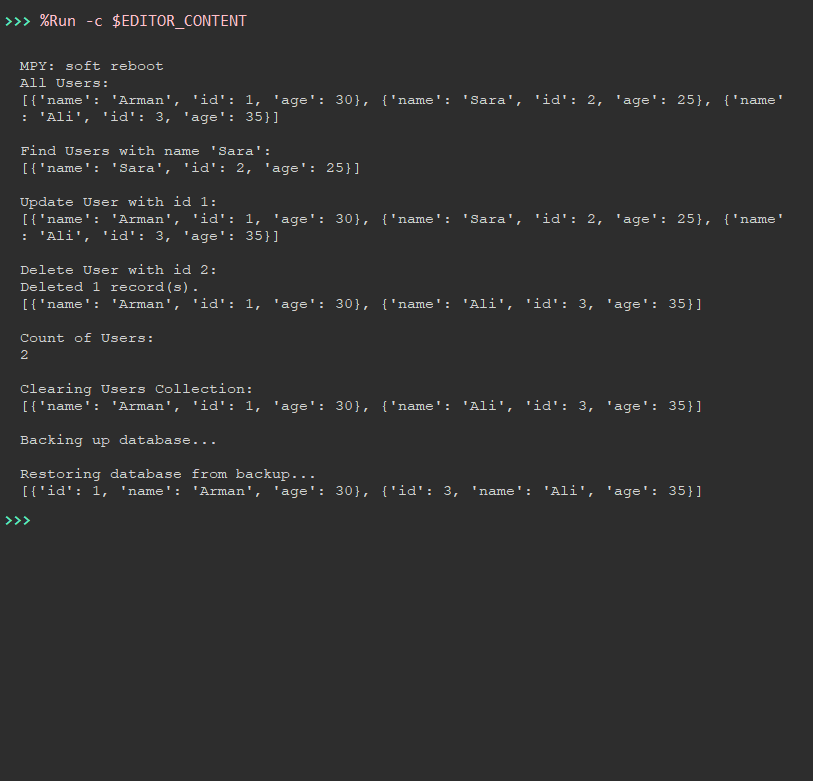 >>> %Run -c $EDITOR_CONTENT
MPY: soft reboot
All Users:
[{'name': 'Arman', 'id': 1, 'age': 30}, {'name': 'Sara', 'id': 2, 'age': 25}, {'name'
: 'Ali', 'id': 3, 'age': 35}]
Find Users with name 'Sara':
[{'name': 'Sara', 'id': 2, 'age': 25}]
Update User with id 1:
[{'name': 'Arman', 'id': 1, 'age': 30}, {'name': 'Sara', 'id': 2, 'age': 25}, {'name'
: 'Ali', 'id': 3, 'age': 35}]
Delete User with id 2:
Deleted 1 record(s).
[{'name': 'Arman', 'id': 1, 'age': 30}, {'name': 'Ali', 'id': 3, 'age': 35}]
Count of Users:
2
Clearing Users Collection:
[{'name': 'Arman', 'id': 1, 'age': 30}, {'name': 'Ali', 'id': 3, 'age': 35}]
Backing up database...
Restoring database from backup...
[{'id': 1, 'name': 'Arman', 'age': 30}, {'id': 3, 'name': 'Ali', 'age': 35}]
>>>